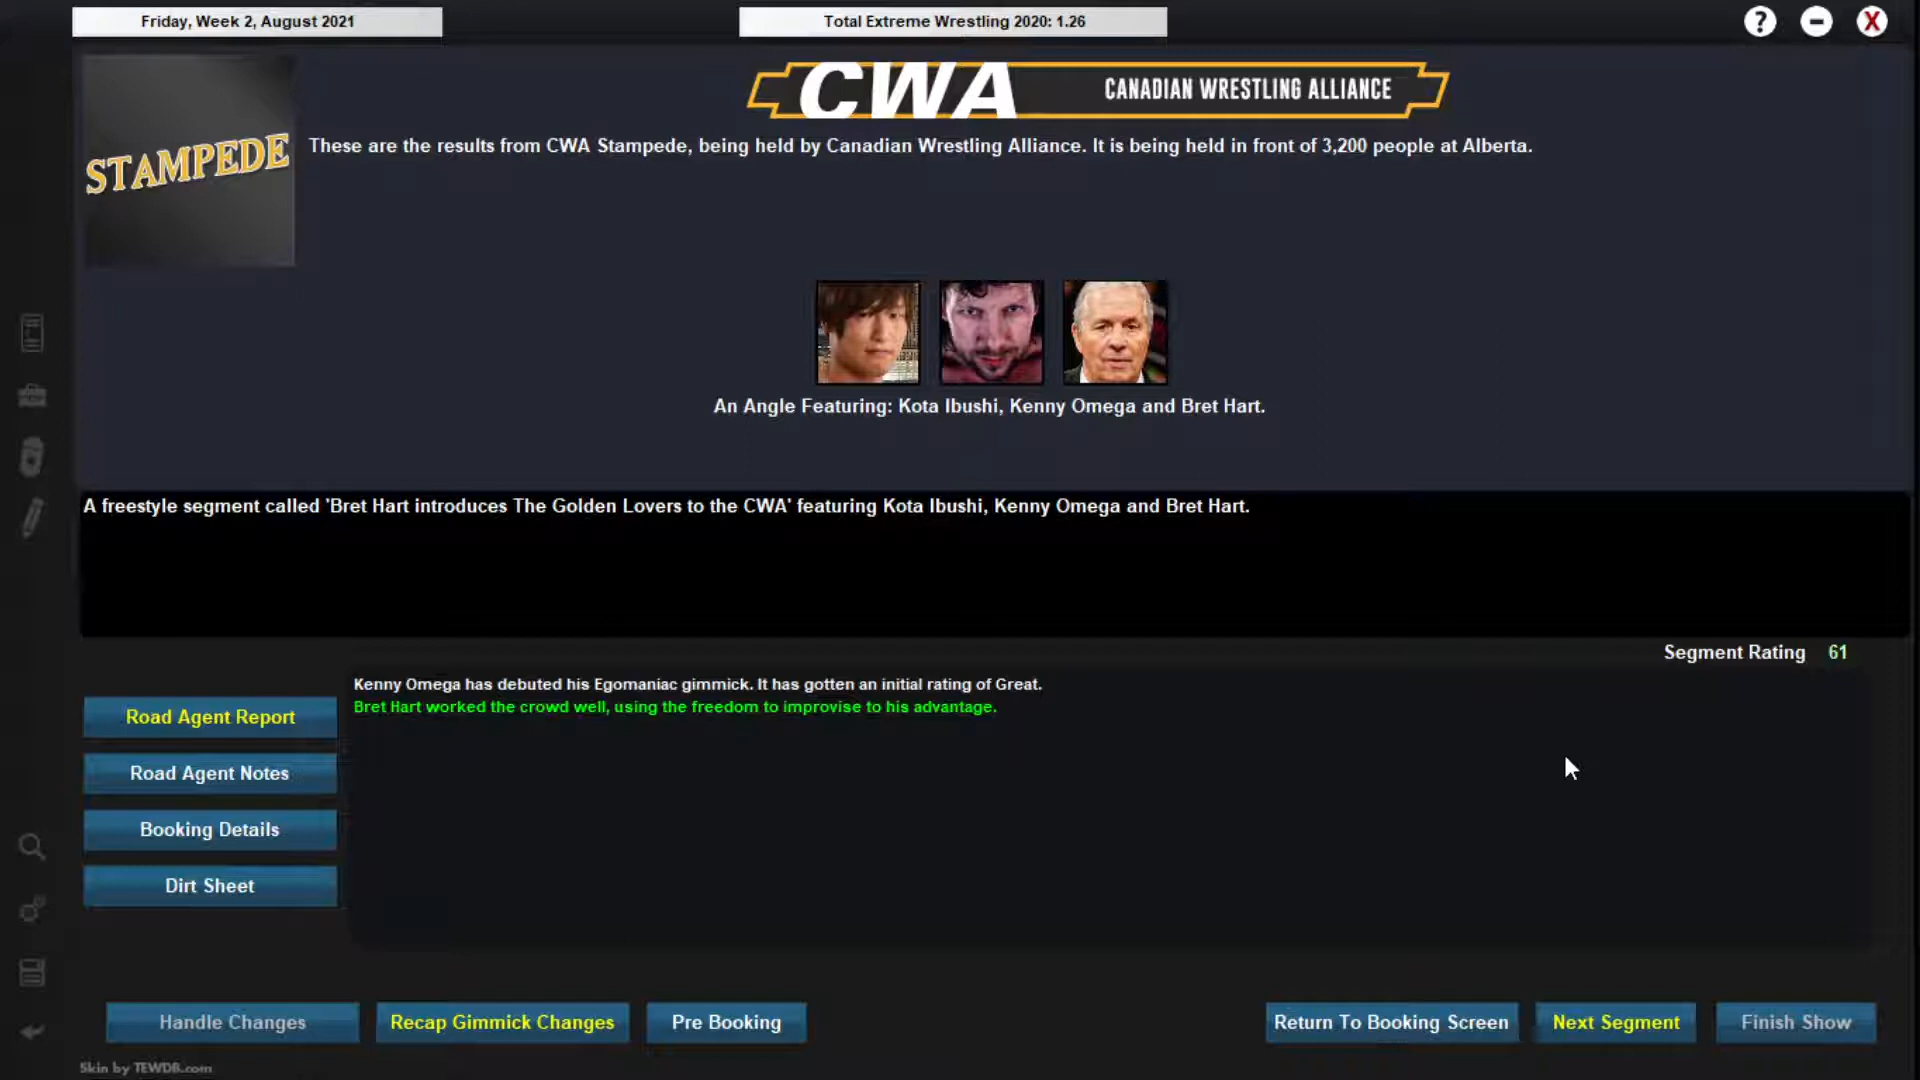 Friday, Week 2, August 2021
Total Extreme Wrestling 2020: 1.26
?
X
STAMPEDE
CWA
CANADIAN WRESTLING ALLIANCE
These are the results from CWA Stampede, being held by Canadian Wrestling Alliance. It is being held in front of 3,200 people at Alberta.
An Angle Featuring: Kota Ibushi, Kenny Omega and Bret Hart.
A freestyle segment called 'Bret Hart introduces The Golden Lovers to the CWA' featuring Kota Ibushi, Kenny Omega and Bret Hart.
Segment Rating 61
Kenny Omega has debuted his Egomaniac gimmick. It has gotten an initial rating of Great.
Bret Hart worked the crowd well, using the freedom to improvise to his advantage.
Road Agent Report
Road Agent Notes
Booking Details
Dirt Sheet
Handle Changes
Recap Gimmick Changes
Pre Booking
Return To Booking Screen
Next Segment
Finish Show
Skin by TEWDB.com